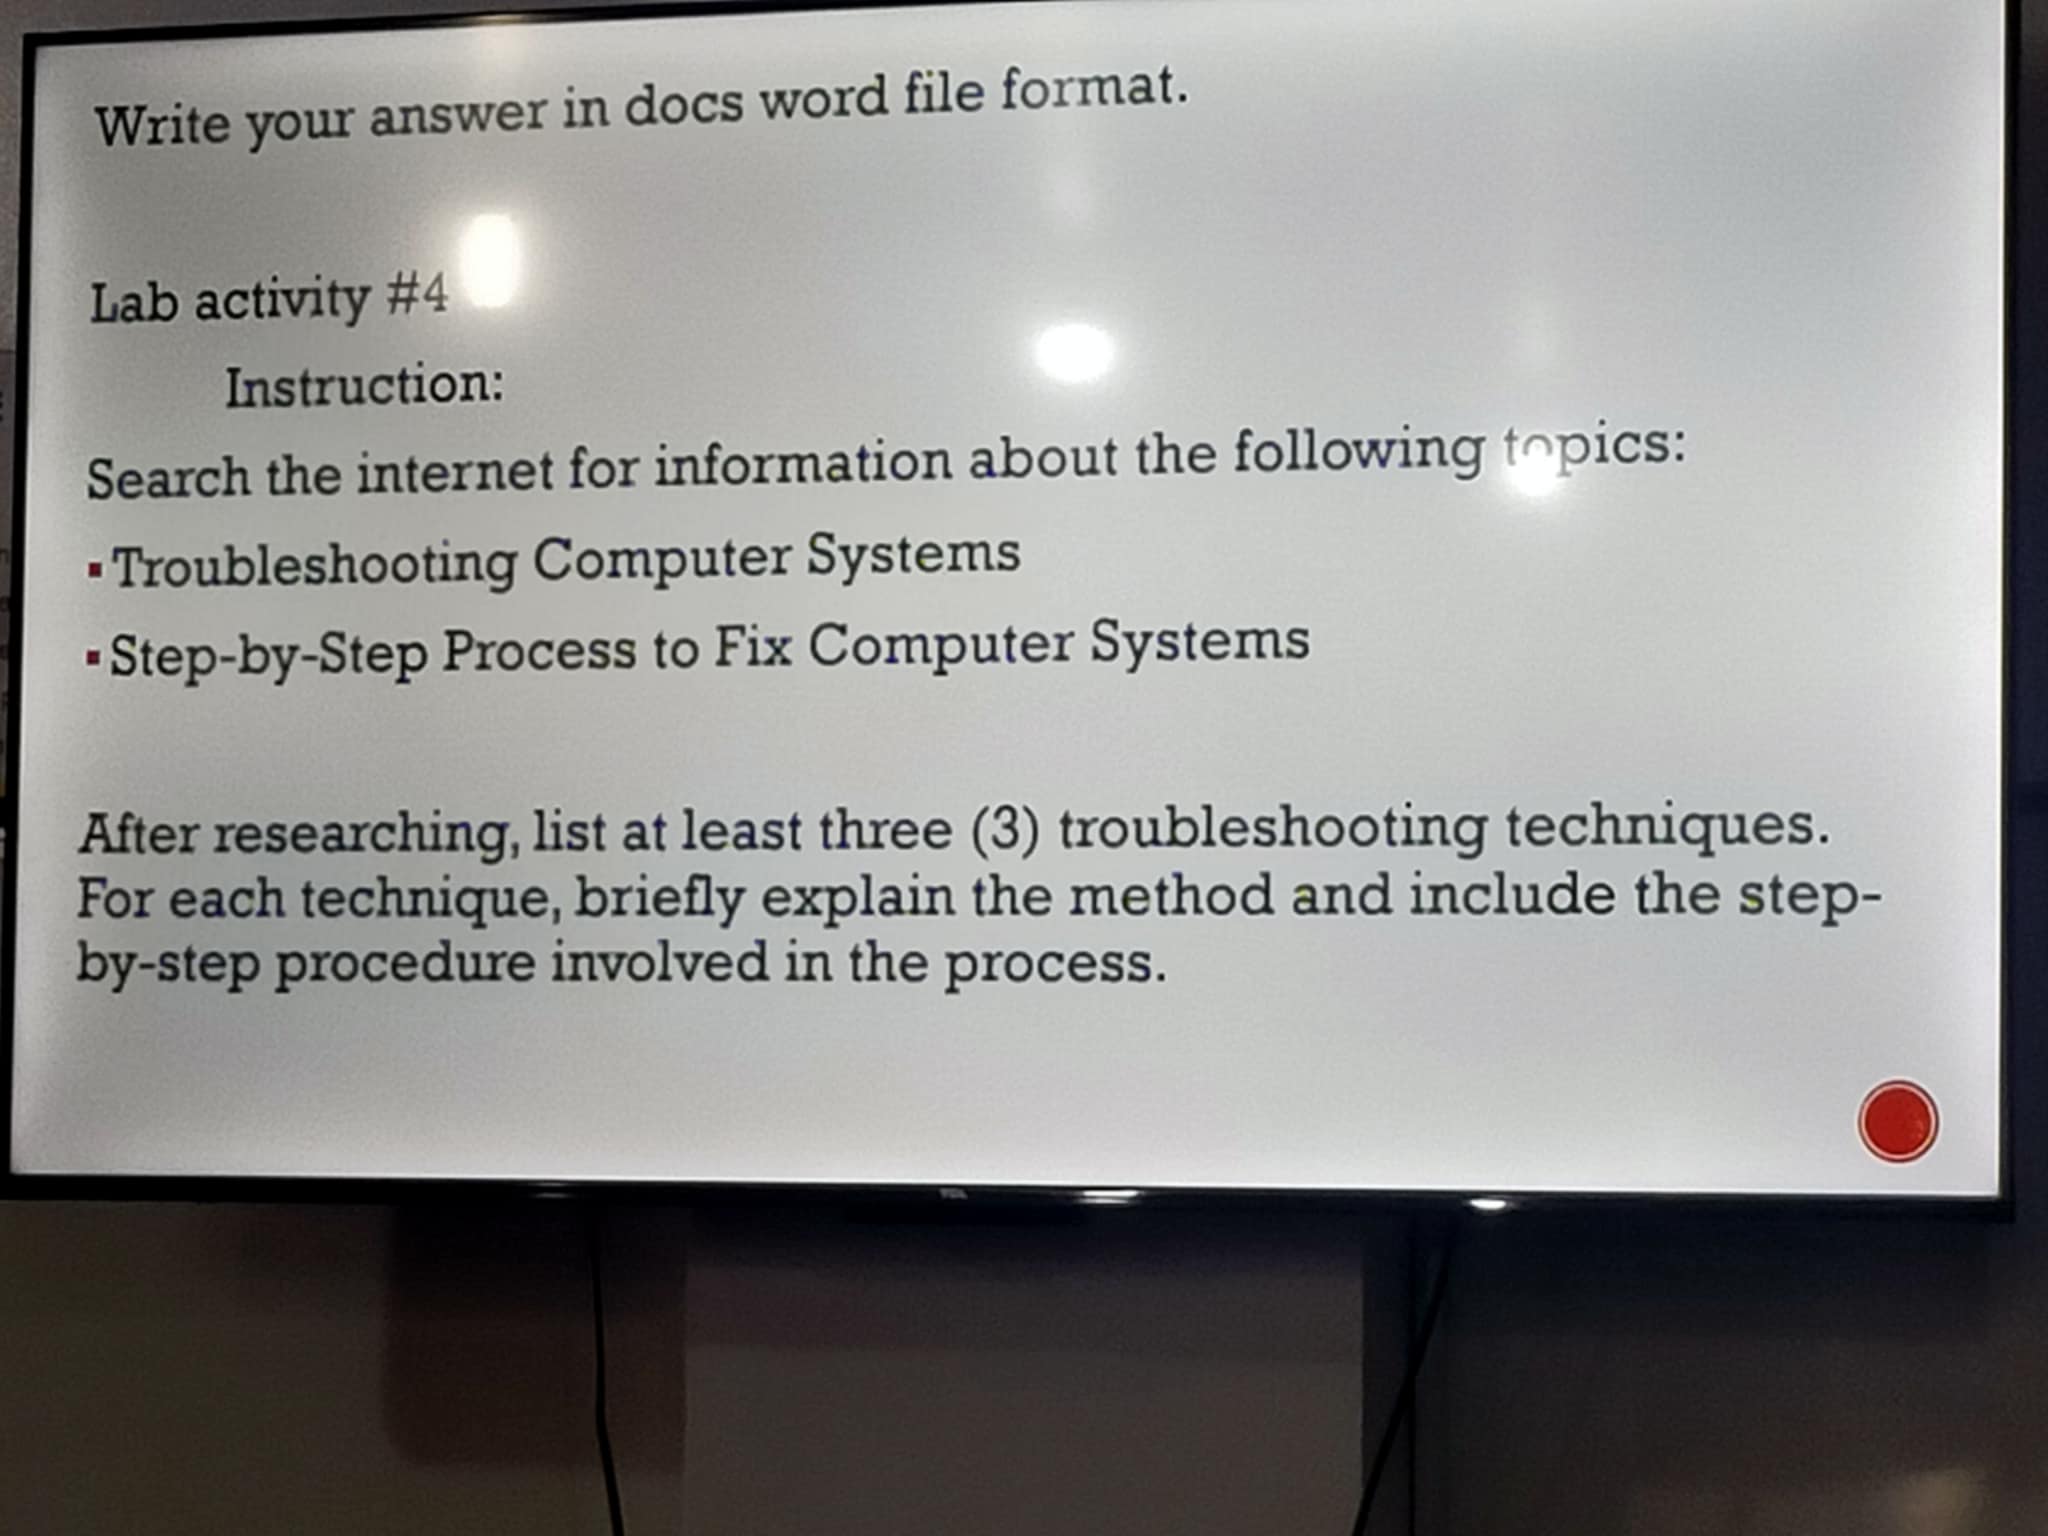 Write your answer in docs word file format.
Lab activity #4
Instruction:
Search the internet for information about the following topics:
▪Troubleshooting Computer Systems
▪Step-by-Step Process to Fix Computer Systems
After researching, list at least three (3) troubleshooting techniques.
For each technique, briefly explain the method and include the step-
by-step procedure involved in the process.